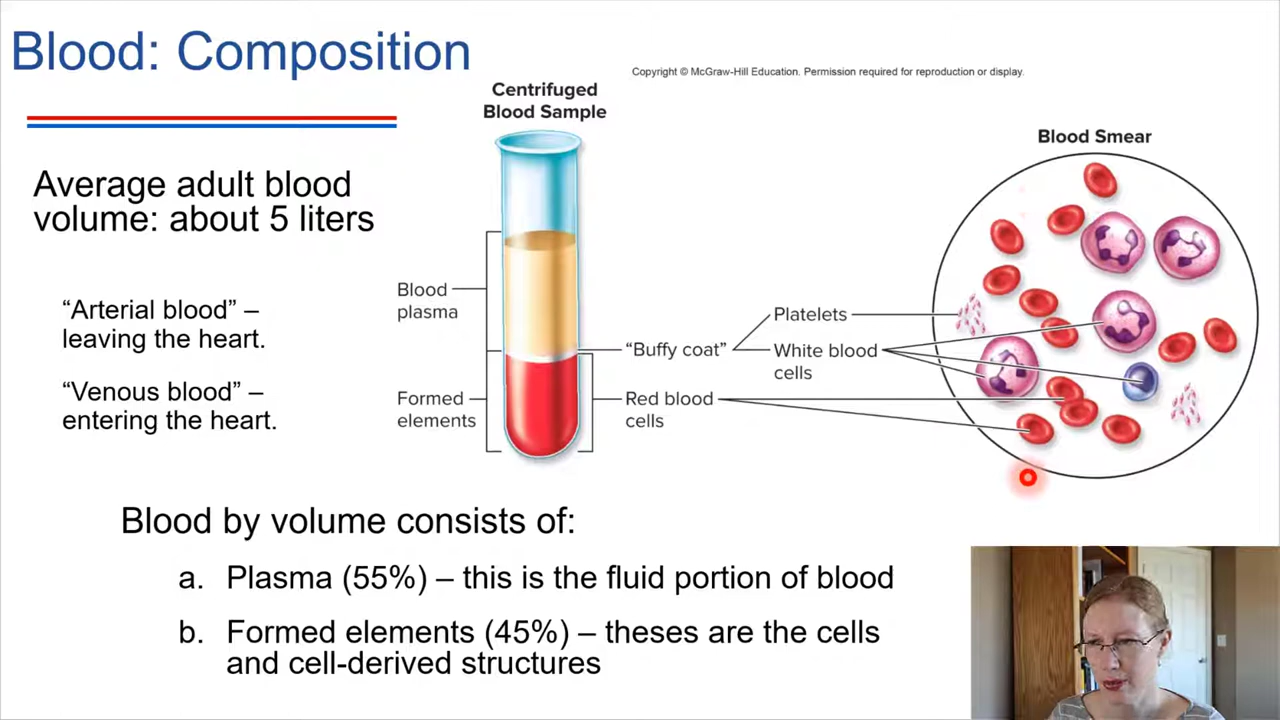 Blood: Composition
Copyright © McGraw-Hill Education. Permission required for reproduction or display.
Average adult blood
volume: about 5 liters
“Arterial blood” –
leaving the heart.
“Venous blood” –
entering the heart.
Centrifuged
Blood Sample
Blood
plasma
Formed
elements
“Buffy coat”
Platelets
White blood
cells
Red blood
cells
Blood Smear
Blood by volume consists of:
a. Plasma (55%) – this is the fluid portion of blood
b. Formed elements (45%) – theses are the cells
and cell-derived structures